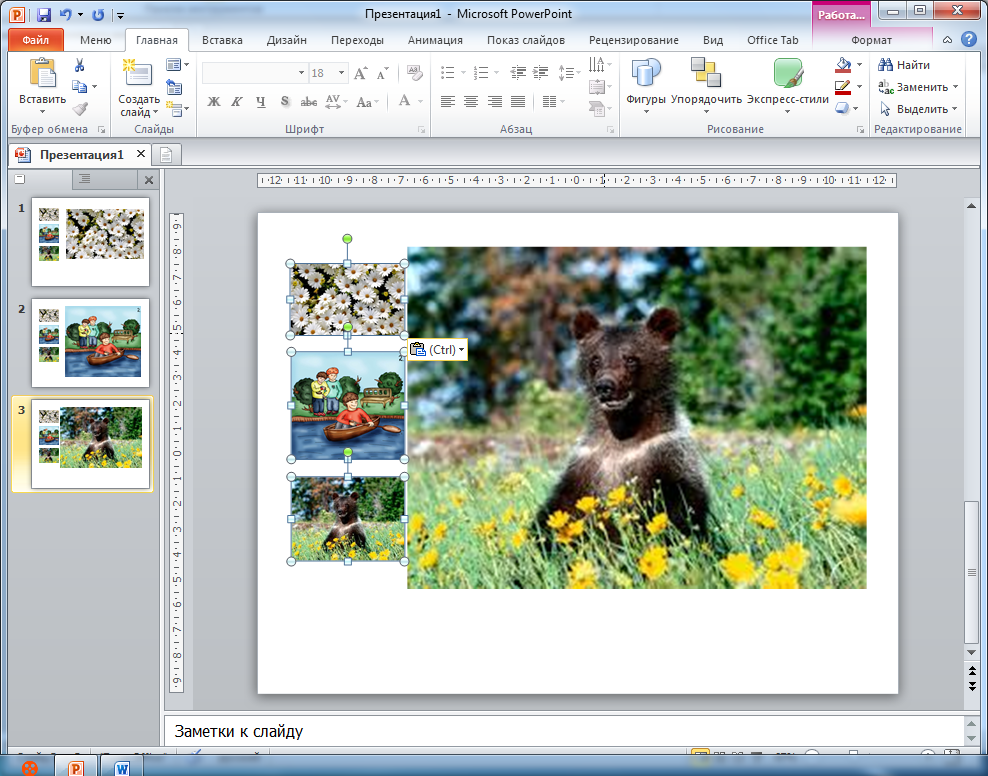 Презентация1 - Microsoft PowerPoint
Работа...
Файл Меню Главная Вставка Дизайн Переходы Анимация Показ слайдов Рецензирование Вид Office Tab Формат
Вставить
Буфер обмена
Создать слайд
Слайды
18
Ж К Ч S abc AV Aa А
Шрифт
Абзац
Фигуры Упорядочить Экспресс-стили
Рисование
Найти
Заменить
Выделить
Редактирование
Презентация1
1
2
3
12 11 10 9 8 7 6 5 4 3 2 1 0 1 2 3 4 5 6 7 8 9 10 11 12
9 8 7 6 5 4 3 2 1 0 1 2 3 4 5 6 7 8 9
2
(Ctrl)
Заметки к слайду